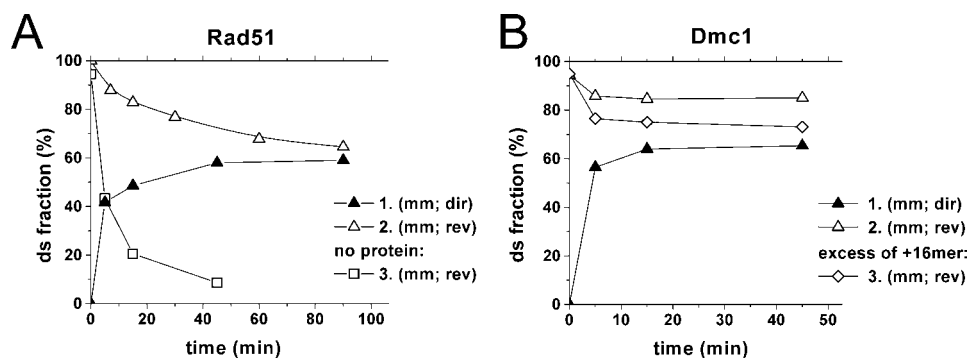 A
Rad51
100
80
60
40
20
0
ds fraction (%)
0 20 40 60 80 100
time (min)
1. (mm; dir)
2. (mm; rev)
no protein:
3. (mm; rev)
B
Dmc1
100
80
60
40
20
0
ds fraction (%)
0 10 20 30 40 50
time (min)
1. (mm; dir)
2. (mm; rev)
excess of +16mer:
3. (mm; rev)